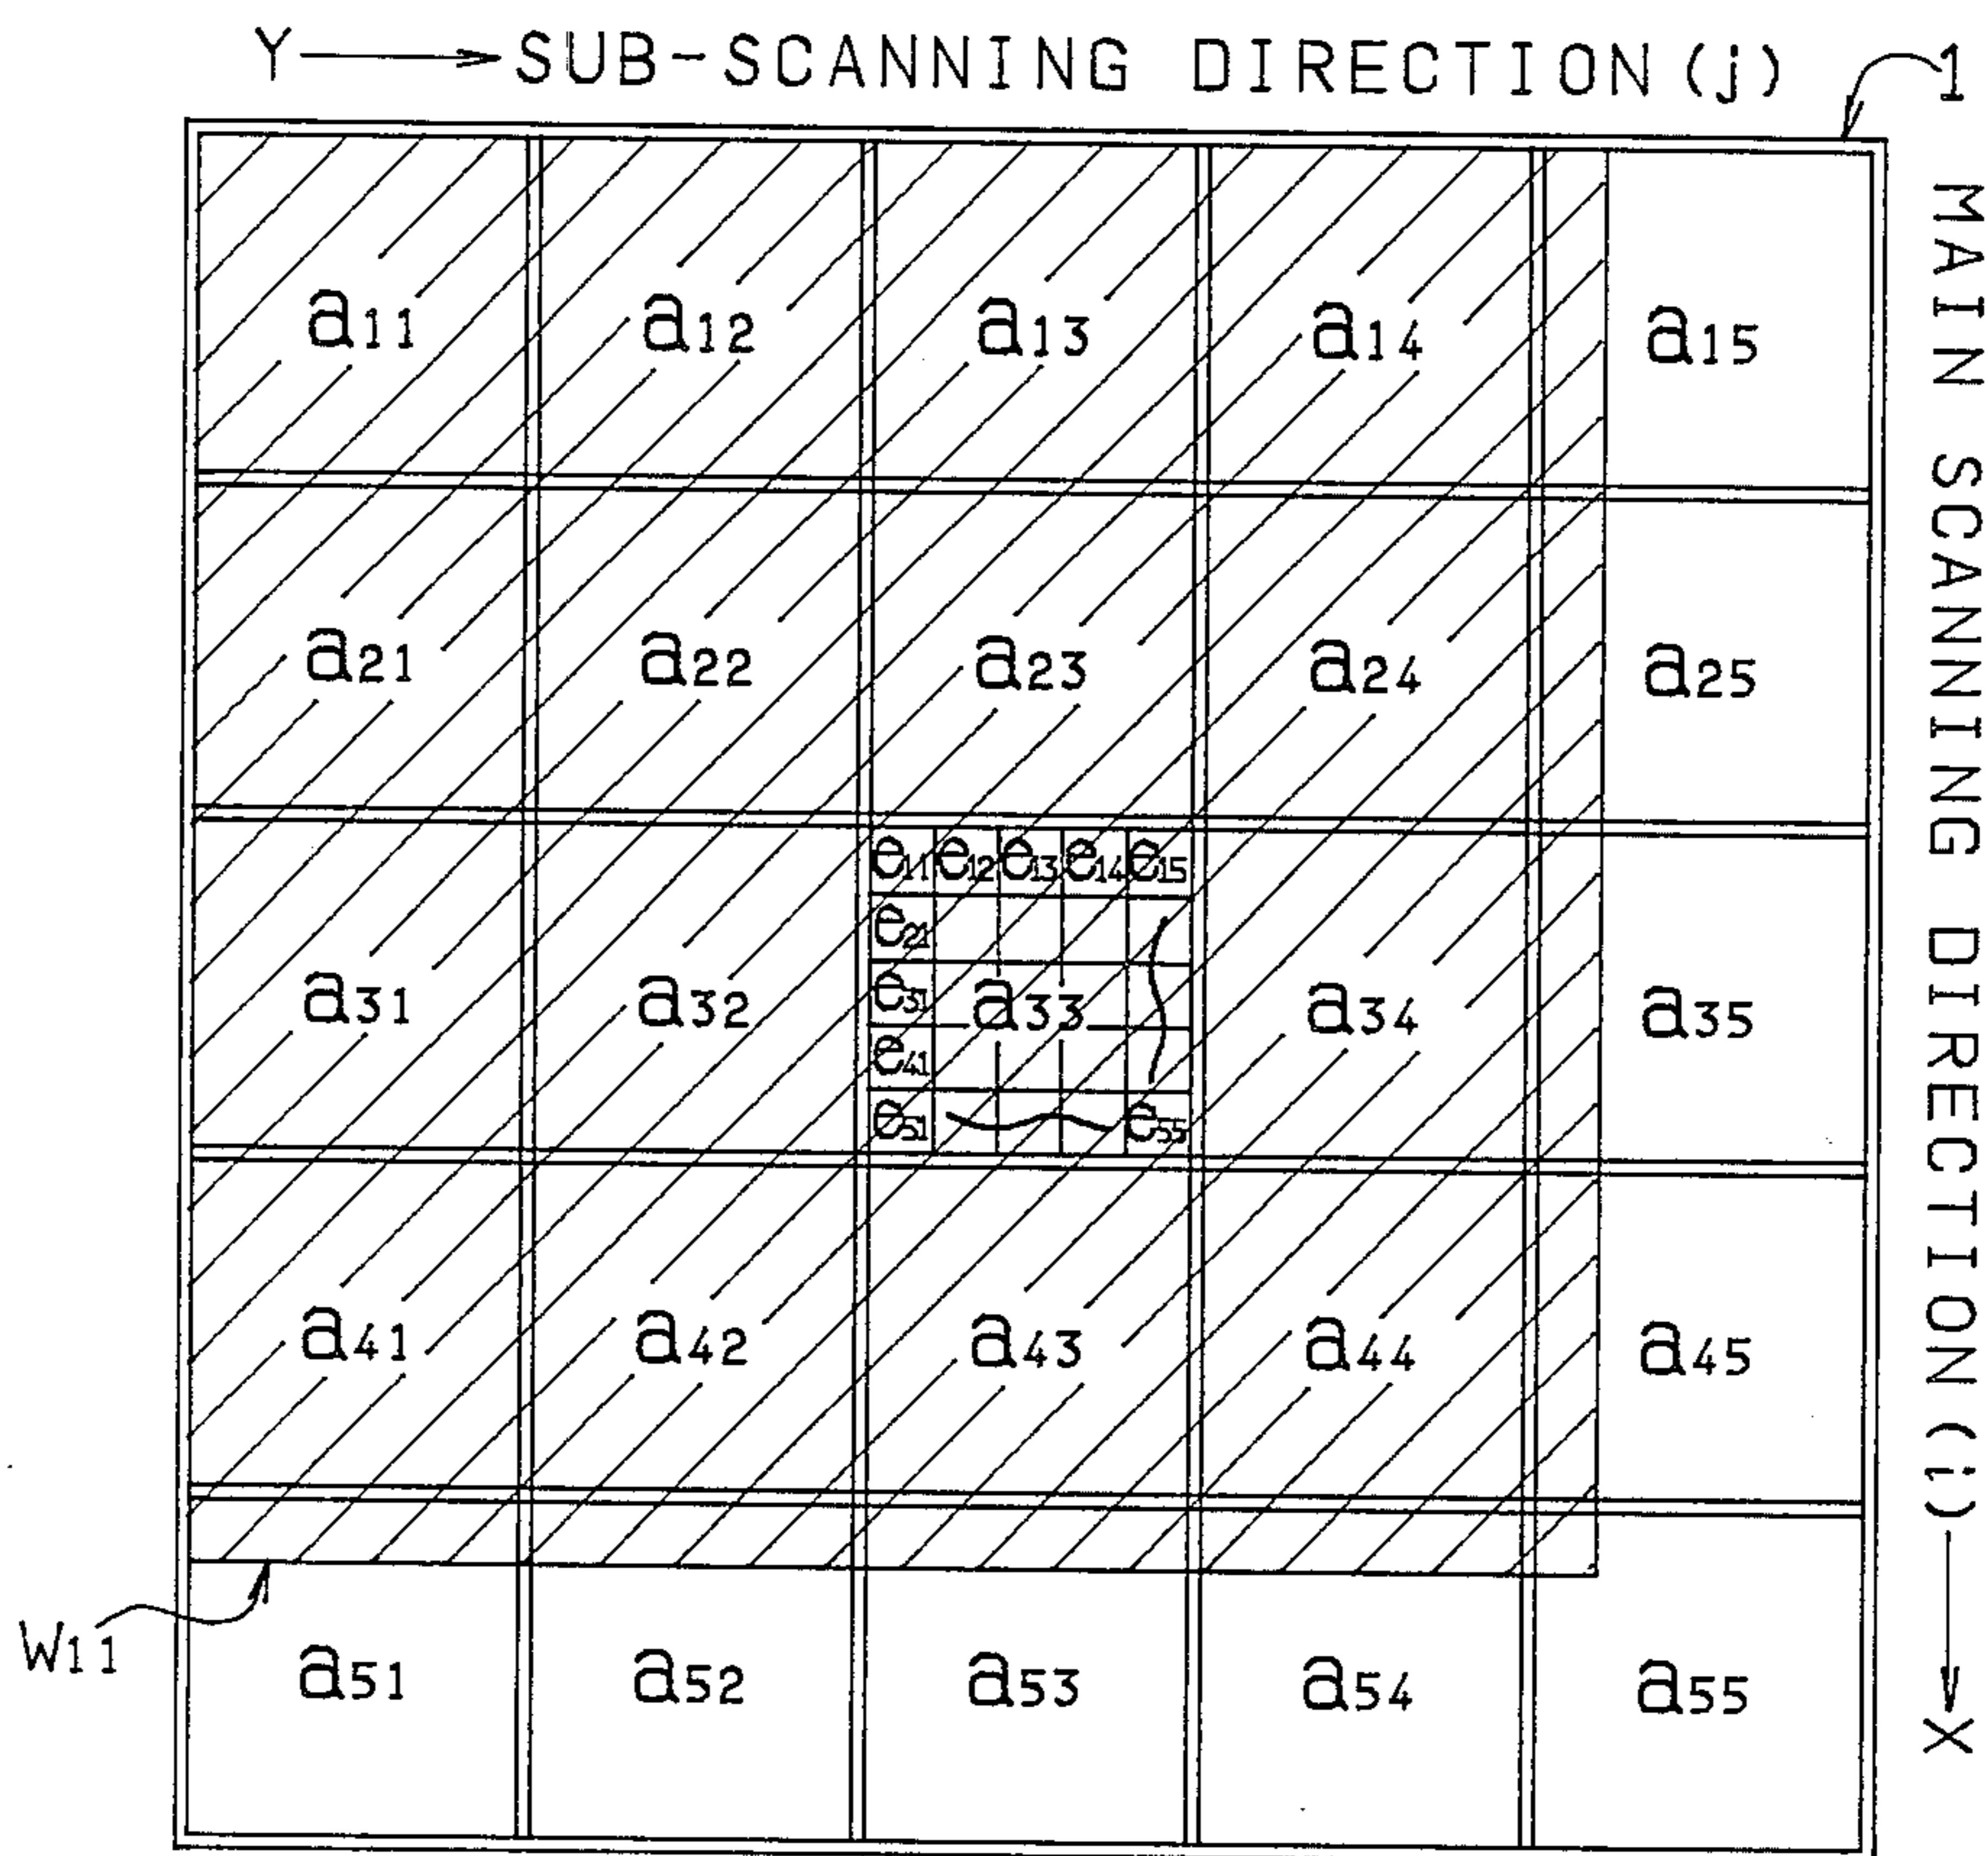 Y SUB-SCANNING DIRECTION(j) 1
MAIN SCANNING DIRECTION(i) X
a11 a12 a13 a14 a15
a21 a22 a23 a24 a25
e11 e12 e13 e14 e15
e21
a31 a32 e31 a33 a34 a35
e41
e51 e55
a41 a42 a43 a44 a45
W11
a51 a52 a53 a54 a55